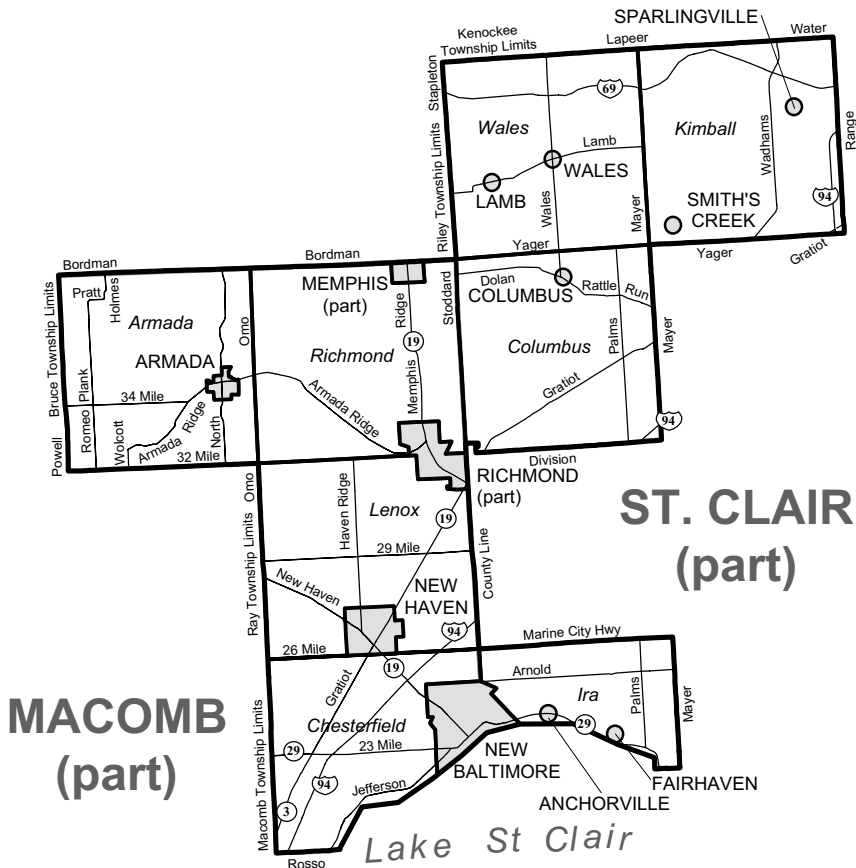 SPARLINGVILLE
Kenockee
Township Limits
Lapeer
Water
Stapleton
69
Wales
Kimball
Wadhams
Range
Riley Township Limits
Lamb
WALES
LAMB
Wales
Mayer
SMITH'S
CREEK
94
Yager
Yager
Gratiot
Bordman
Bordman
MEMPHIS
(part)
Stoddard
Dolan
COLUMBUS
Rattle
Run
Pratt
Holmes
Bruce Township Limits
Armada
Omo
Ridge
19
Richmond
Columbus
Palms
Mayer
ARMADA
34 Mile
Romeo Plank
Armada Ridge
Memphis
Gratiot
Powell
Wolcott
Armada
Ridge
North
32 Mile
94
Division
RICHMOND
(part)
Omo
Haven Ridge
Lenox
19
ST. CLAIR
(part)
29 Mile
County Line
Ray Township Limits
New Haven
NEW
HAVEN
94
26 Mile
Marine City Hwy
19
Arnold
Gratiot
Ira
Palms
Mayer
MACOMB
(part)
Macomb Township Limits
Chesterfield
29
29
23 Mile
NEW
BALTIMORE
94
Jefferson
FAIRHAVEN
ANCHORVILLE
3
Lake St Clair
Rosso